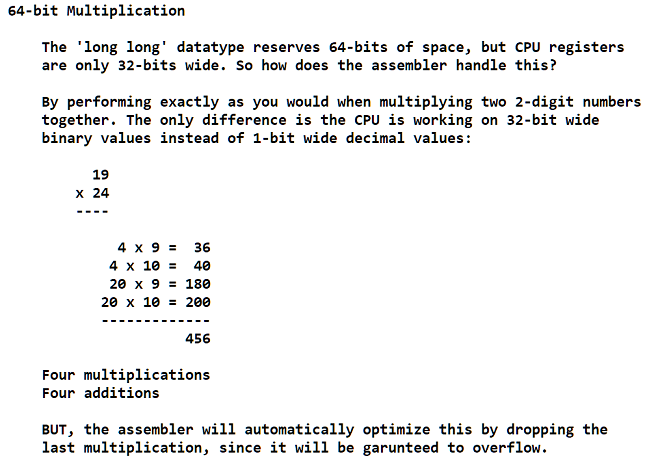 64-bit Multiplication
The 'long long' datatype reserves 64-bits of space, but CPU registers
are only 32-bits wide. So how does the assembler handle this?
By performing exactly as you would when multiplying two 2-digit numbers
together. The only difference is the CPU is working on 32-bit wide
binary values instead of 1-bit wide decimal values:
19
x 24
----
4 x 9 = 36
4 x 10 = 40
20 x 9 = 180
20 x 10 = 200
-------------
456
Four multiplications
Four additions
BUT, the assembler will automatically optimize this by dropping the
last multiplication, since it will be garunteed to overflow.